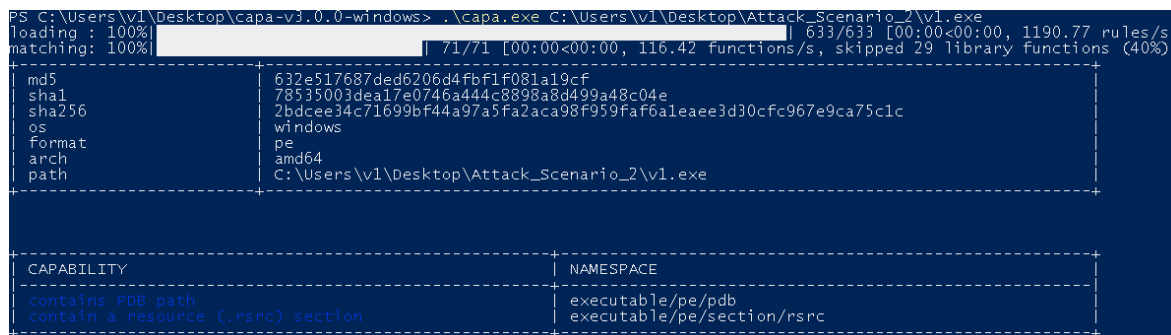 PS C:\Users\v1\Desktop\capa-v3.0.0-windows> .\capa.exe C:\Users\v1\Desktop\Attack_Scenario_2\v1.exe
loading : 100%| | 633/633 [00:00<00:00, 1190.77 rules/s
matching: 100%| | 71/71 [00:00<00:00, 116.42 functions/s, skipped 29 library functions (40%)
md5 | 632e517687ded6206d4fbf1f081a19cf
sha1 | 78535003dea17e0746a444c8898a8d499a48c04e
sha256 | 2bdcee34c71699bf44a97a5fa2aca98f959faf6a1eaee3d30cfc967e9ca75c1c
os | windows
format | pe
arch | amd64
path | C:\Users\v1\Desktop\Attack_Scenario_2\v1.exe
CAPABILITY | NAMESPACE
contains PDB path | executable/pe/pdb
contain a resource (.rsrc) section | executable/pe/section/rsrc